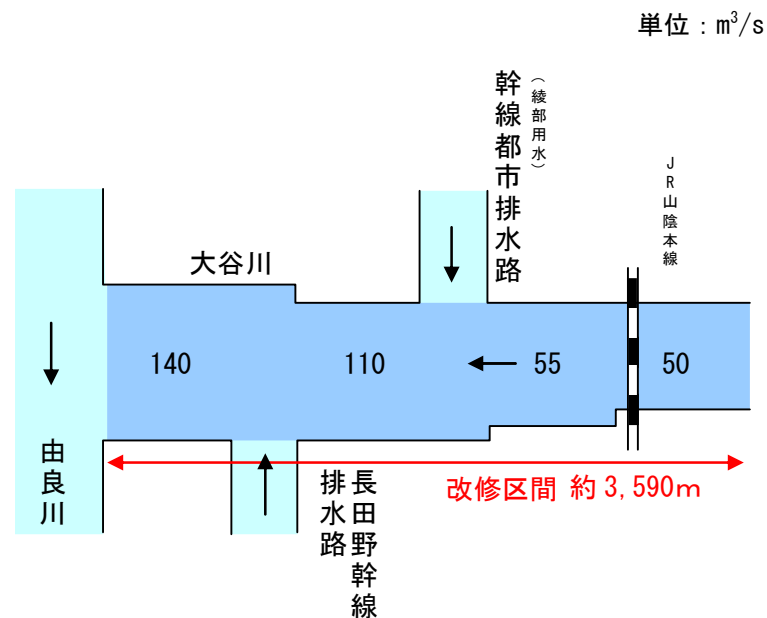 単位：m³/s
幹線都市排水路
（綾部用水）
JR山陰本線
大谷川
140
110
55
50
由良川
改修区間 約3,590m
長田野幹線
排水路